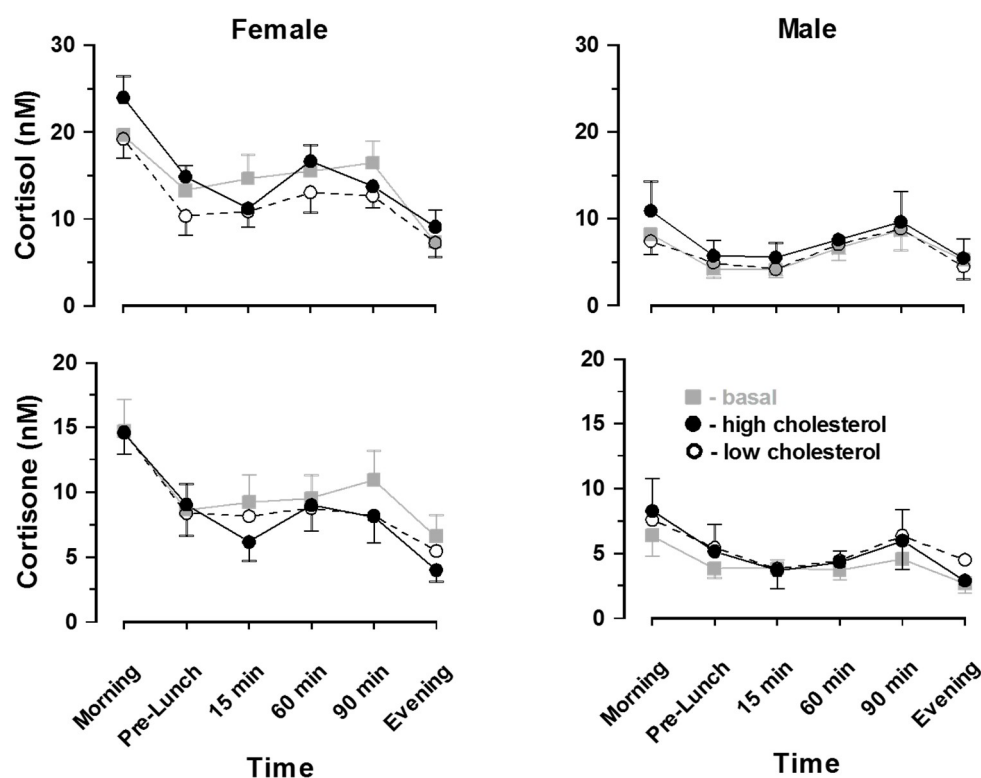 Female
Male
30
20
10
0
Cortisol (nM)
30
20
10
0
20
15
10
5
0
Cortisone (nM)
20
15
10
5
0
- basal
- high cholesterol
- low cholesterol
Morning
Pre-Lunch
15 min
60 min
90 min
Evening
Time
Morning
Pre-Lunch
15 min
60 min
90 min
Evening
Time